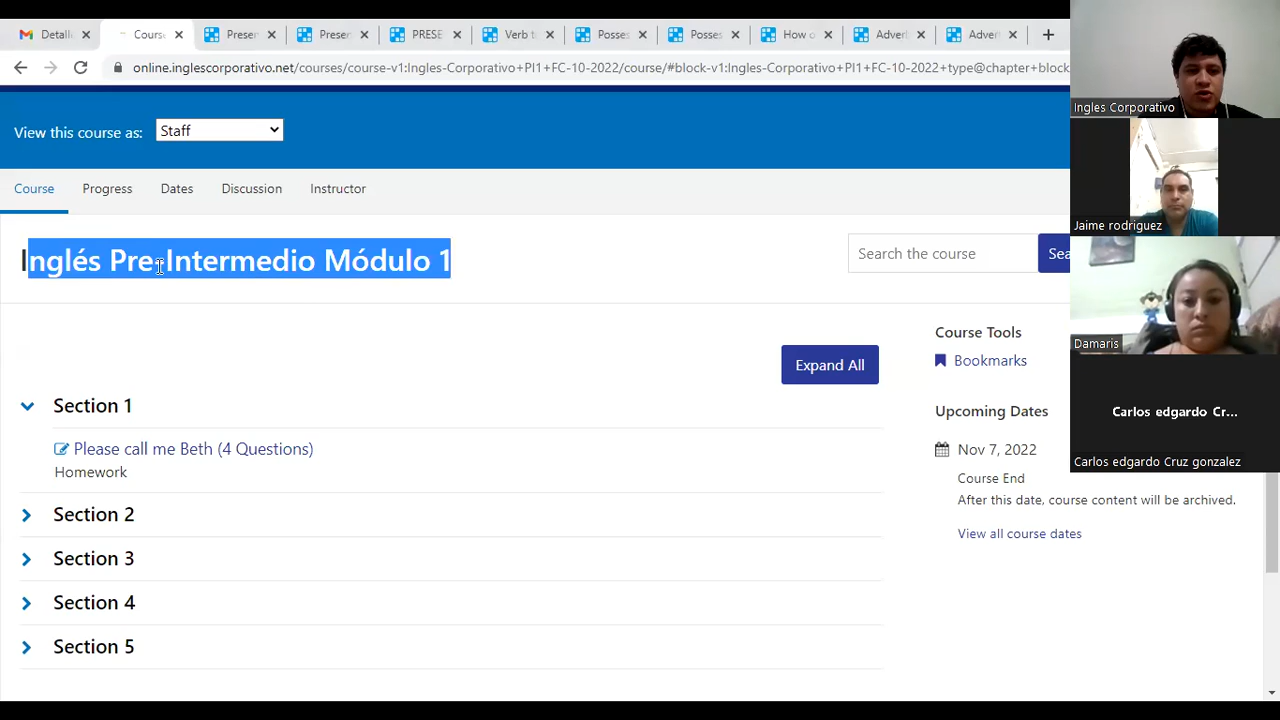 Detall
Course
Presen
Presen
PRESE
Verb t
Posses
Posses
How o
Adverl
Adverl
online.inglescorporativo.net/courses/course-v1:Ingles-Corporativo+PI1+FC-10-2022/course/#block-v1:Ingles-Corporativo+PI1+FC-10-2022+type@chapter+block
View this course as:
Staff
Course
Progress
Dates
Discussion
Instructor
Inglés Pre-Intermedio Módulo 1
Search the course
Sea
Expand All
Section 1
Please call me Beth (4 Questions)
Homework
Section 2
Section 3
Section 4
Section 5
Course Tools
Bookmarks
Upcoming Dates
Nov 7, 2022
Course End
After this date, course content will be archived.
View all course dates
Ingles Corporativo
Jaime rodriguez
Damaris
Carlos edgardo Cr...
Carlos edgardo Cruz gonzalez